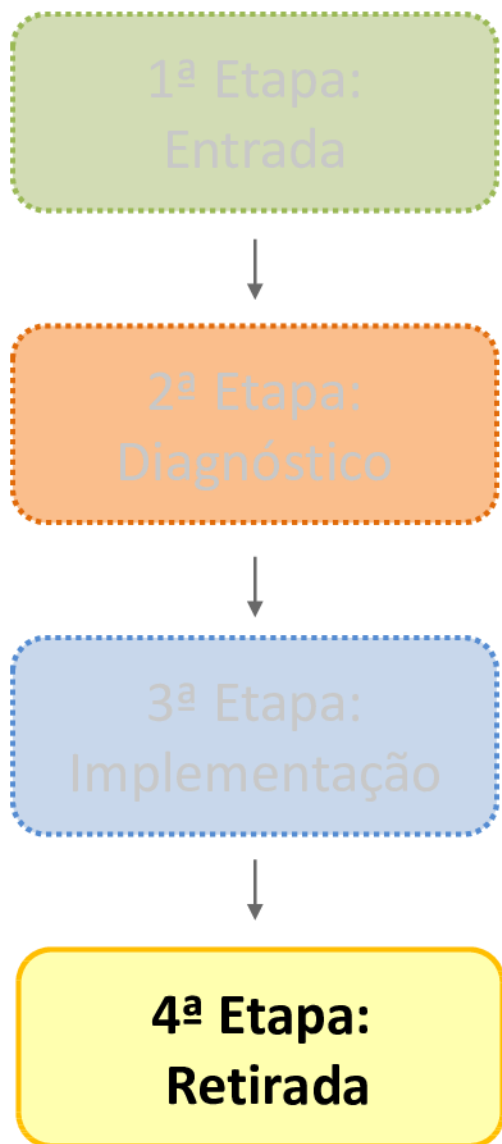 1ª Etapa:
Entrada
2ª Etapa:
Diagnóstico
3ª Etapa:
Implementação
4ª Etapa:
Retirada